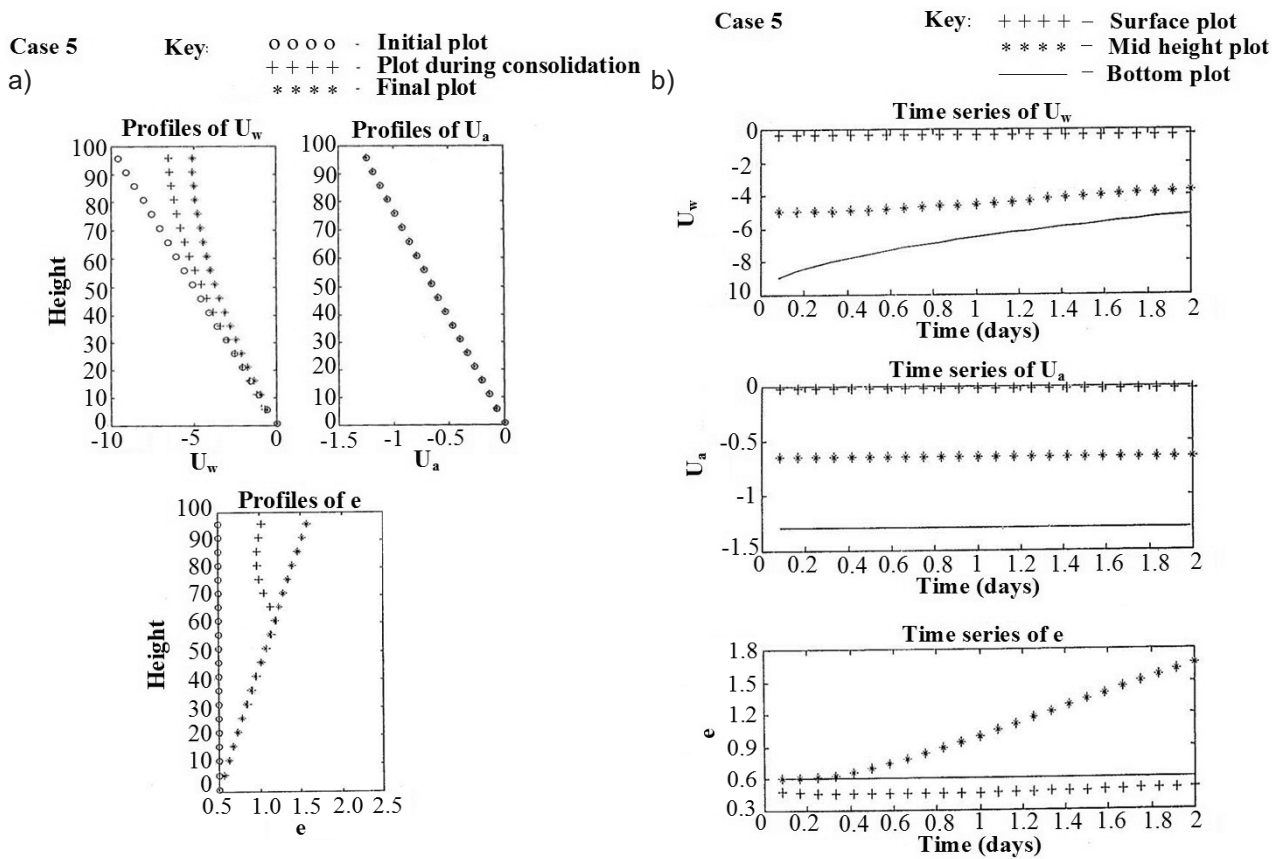 Case 5
Key:
o o o o - Initial plot
+ + + + - Plot during consolidation
* * * * - Final plot
a)
Profiles of Uw
100
90
80
70
60
50
40
30
20
10
0
Height
-10 -5 0
Uw
Profiles of Ua
100
90
80
70
60
50
40
30
20
10
0
-1.5 -1 -0.5 0
Ua
Profiles of e
100
90
80
70
60
50
40
30
20
10
0
Height
0.5 1.0 1.5 2.0 2.5
e
Case 5
Key: + + + + – Surface plot
* * * * – Mid height plot
– Bottom plot
b)
Time series of Uw
0
-2
-4
-6
-8
10
Uw
0 0.2 0.4 0.6 0.8 1 1.2 1.4 1.6 1.8 2
Time (days)
Time series of Ua
0
-0.5
-1
-1.5
Ua
0.2 0.4 0.6 0.8 1 1.2 1.4 1.6 1.8 2
Time (days)
Time series of e
1.8
1.5
1.2
0.9
0.6
0.3
e
0 0.2 0.4 0.6 0.8 1 1.2 1.4 1.6 1.8 2
Time (days)